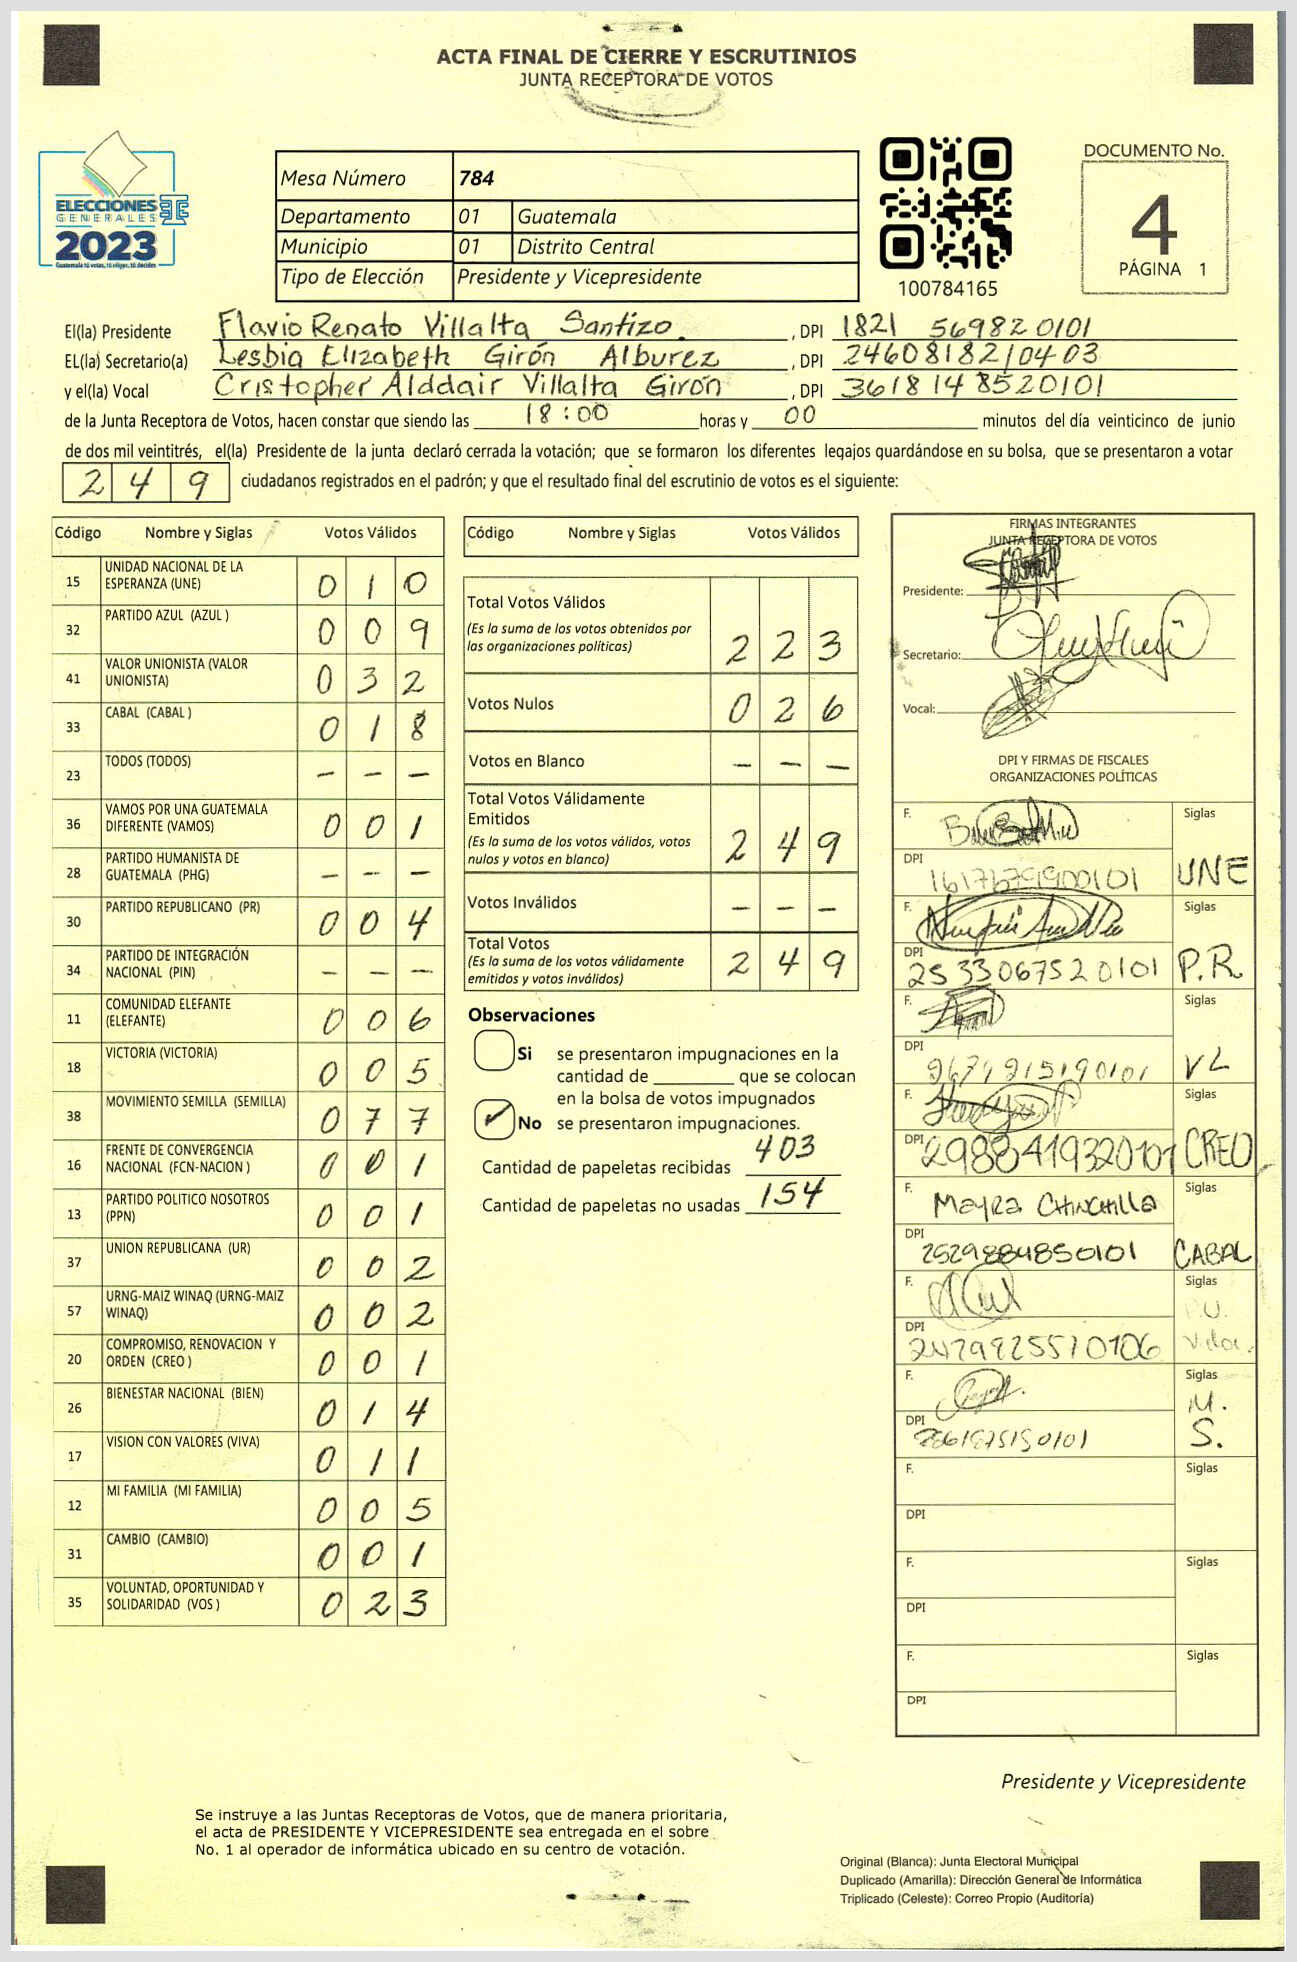 ACTA FINAL DE CIERRE Y ESCRUTINIOS
JUNTA RECEPTORA DE VOTOS
ELECCIONES
GENERALES
2023
Guatemala tú votas, tú eliges, tú decides
Mesa Número 784
Departamento 01 Guatemala
Municipio 01 Distrito Central
Tipo de Elección Presidente y Vicepresidente
100784165
DOCUMENTO No.
4
PÁGINA 1
El(la) Presidente Flavio Renato Villalta Santizo. , DPI 1821 56982 0101
EL(la) Secretario(a) Lesbia Elizabeth Girón Alburez , DPI 2460818210403
y el(la) Vocal Cristopher Alddair Villalta Girón , DPI 3618148520101
de la Junta Receptora de Votos, hacen constar que siendo las 18:00 horas y 00 minutos del día veinticinco de junio
de dos mil veintitrés, el(la) Presidente de la junta declaró cerrada la votación; que se formaron los diferentes legajos guardándose en su bolsa, que se presentaron a votar
249 ciudadanos registrados en el padrón; y que el resultado final del escrutinio de votos es el siguiente:
Código Nombre y Siglas Votos Válidos
15 UNIDAD NACIONAL DE LA ESPERANZA (UNE) 0 1 0
32 PARTIDO AZUL (AZUL ) 0 0 9
41 VALOR UNIONISTA (VALOR UNIONISTA) 0 3 2
33 CABAL (CABAL ) 0 1 8
23 TODOS (TODOS) — — —
36 VAMOS POR UNA GUATEMALA DIFERENTE (VAMOS) 0 0 1
28 PARTIDO HUMANISTA DE GUATEMALA (PHG) — — —
30 PARTIDO REPUBLICANO (PR) 0 0 4
34 PARTIDO DE INTEGRACIÓN NACIONAL (PIN) — — —
11 COMUNIDAD ELEFANTE (ELEFANTE) 0 0 6
18 VICTORIA (VICTORIA) 0 0 5
38 MOVIMIENTO SEMILLA (SEMILLA) 0 7 7
16 FRENTE DE CONVERGENCIA NACIONAL (FCN-NACION ) 0 0 1
13 PARTIDO POLITICO NOSOTROS (PPN) 0 0 1
37 UNION REPUBLICANA (UR) 0 0 2
57 URNG-MAIZ WINAQ (URNG-MAIZ WINAQ) 0 0 2
20 COMPROMISO, RENOVACION Y ORDEN (CREO ) 0 0 1
26 BIENESTAR NACIONAL (BIEN) 0 1 4
17 VISION CON VALORES (VIVA) 0 1 1
12 MI FAMILIA (MI FAMILIA) 0 0 5
31 CAMBIO (CAMBIO) 0 0 1
35 VOLUNTAD, OPORTUNIDAD Y SOLIDARIDAD (VOS ) 0 2 3
Código Nombre y Siglas Votos Válidos
Total Votos Válidos
(Es la suma de los votos obtenidos por
las organizaciones políticas) 2 2 3
Votos Nulos 0 2 6
Votos en Blanco — — —
Total Votos Válidamente
Emitidos
(Es la suma de los votos válidos, votos
nulos y votos en blanco) 2 4 9
Votos Inválidos — — —
Total Votos
(Es la suma de los votos válidamente
emitidos y votos inválidos) 2 4 9
Observaciones
Si se presentaron impugnaciones en la
cantidad de ________ que se colocan
en la bolsa de votos impugnados
No se presentaron impugnaciones.
Cantidad de papeletas recibidas 403
Cantidad de papeletas no usadas 154
FIRMAS INTEGRANTES
JUNTA RECEPTORA DE VOTOS
Presidente:
Secretario:
Vocal:
DPI Y FIRMAS DE FISCALES
ORGANIZACIONES POLÍTICAS
F. Siglas
DPI UNE
F. Siglas
DPI 2533067520101 P.R
F. Siglas
DPI VL
F. Siglas
DPI 2988419320101 CREO
F. Mayra Chinchilla Siglas
DPI 2529884850101 CABAL
F. Siglas
DPI 2479825570106 P.U.
F. Siglas
DPI M.
S.
F. Siglas
DPI
F. Siglas
DPI
F. Siglas
DPI
Presidente y Vicepresidente
Se instruye a las Juntas Receptoras de Votos, que de manera prioritaria,
el acta de PRESIDENTE Y VICEPRESIDENTE sea entregada en el sobre
No. 1 al operador de informática ubicado en su centro de votación.
Original (Blanca): Junta Electoral Municipal
Duplicado (Amarilla): Dirección General de Informática
Triplicado (Celeste): Correo Propio (Auditoría)